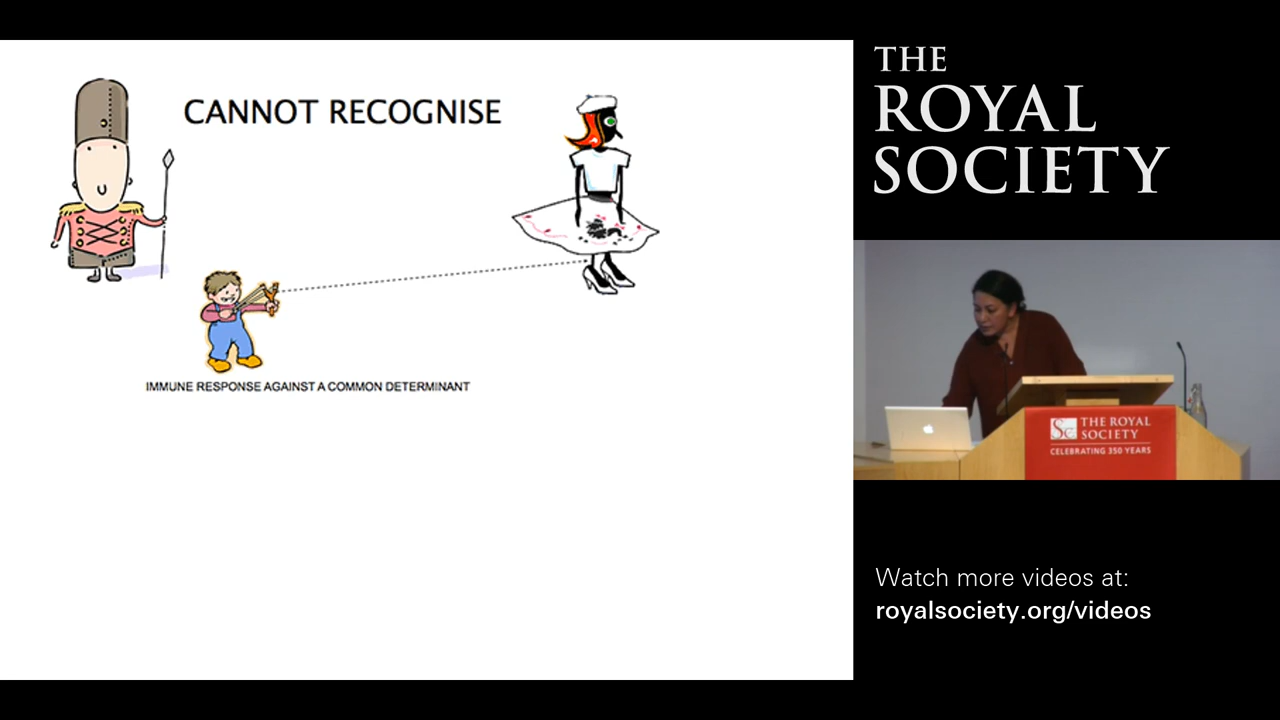 CANNOT RECOGNISE
IMMUNE RESPONSE AGAINST A COMMON DETERMINANT
THE
ROYAL
SOCIETY
Sc
THE ROYAL
SOCIETY
CELEBRATING 350 YEARS
Watch more videos at:
royalsociety.org/videos